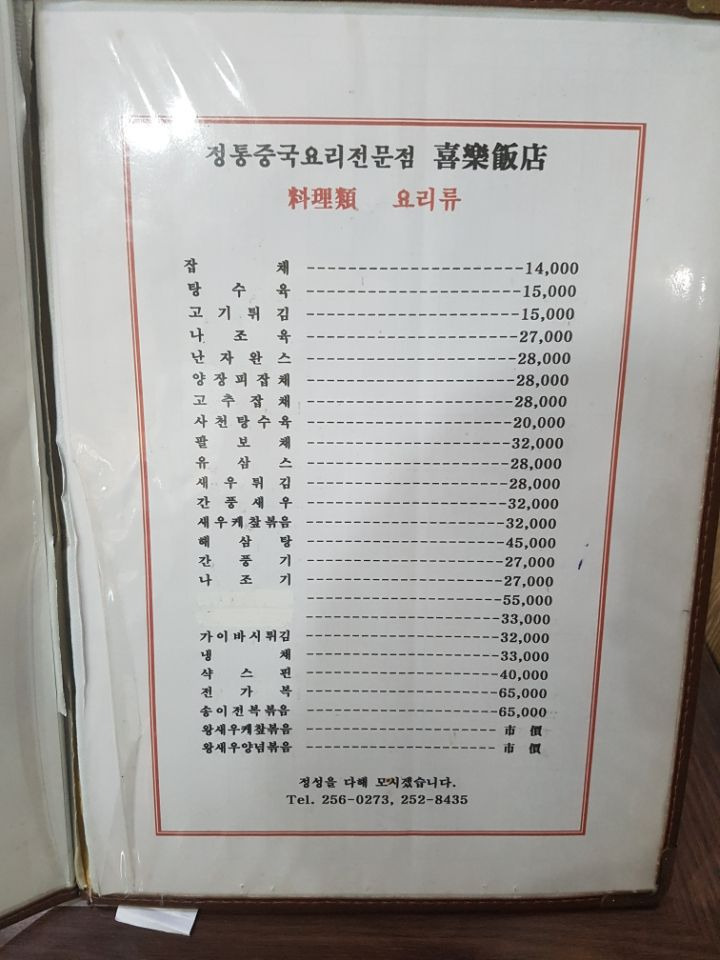 정통중국요리전문점 喜樂飯店
料理類 요리류
잡 채 ----------------------14,000
탕 수 육 ----------------------15,000
고 기 튀 김 ----------------------15,000
나 조 육 ----------------------27,000
난 자 완 스 ----------------------28,000
양 장 피 잡 채 ----------------------28,000
고 추 잡 채 ----------------------28,000
사 천 탕 수 육 ----------------------20,000
팔 보 채 ----------------------32,000
유 삼 스 ----------------------28,000
새 우 튀 김 ----------------------28,000
간 풍 새 우 ----------------------32,000
새우케찦볶음 ----------------------32,000
해 삼 탕 ----------------------45,000
간 풍 기 ----------------------27,000
나 조 기 ----------------------27,000
----------------------55,000
----------------------33,000
가이바시튀김 ----------------------32,000
냉 채 ----------------------33,000
샥 스 핀 ----------------------40,000
전 가 복 ----------------------65,000
송이전복볶음 ----------------------65,000
왕새우케찦볶음 ---------------------- 市 價
왕새우양념볶음 ---------------------- 市 價
정성을 다해 모시겠습니다.
Tel. 256-0273, 252-8435